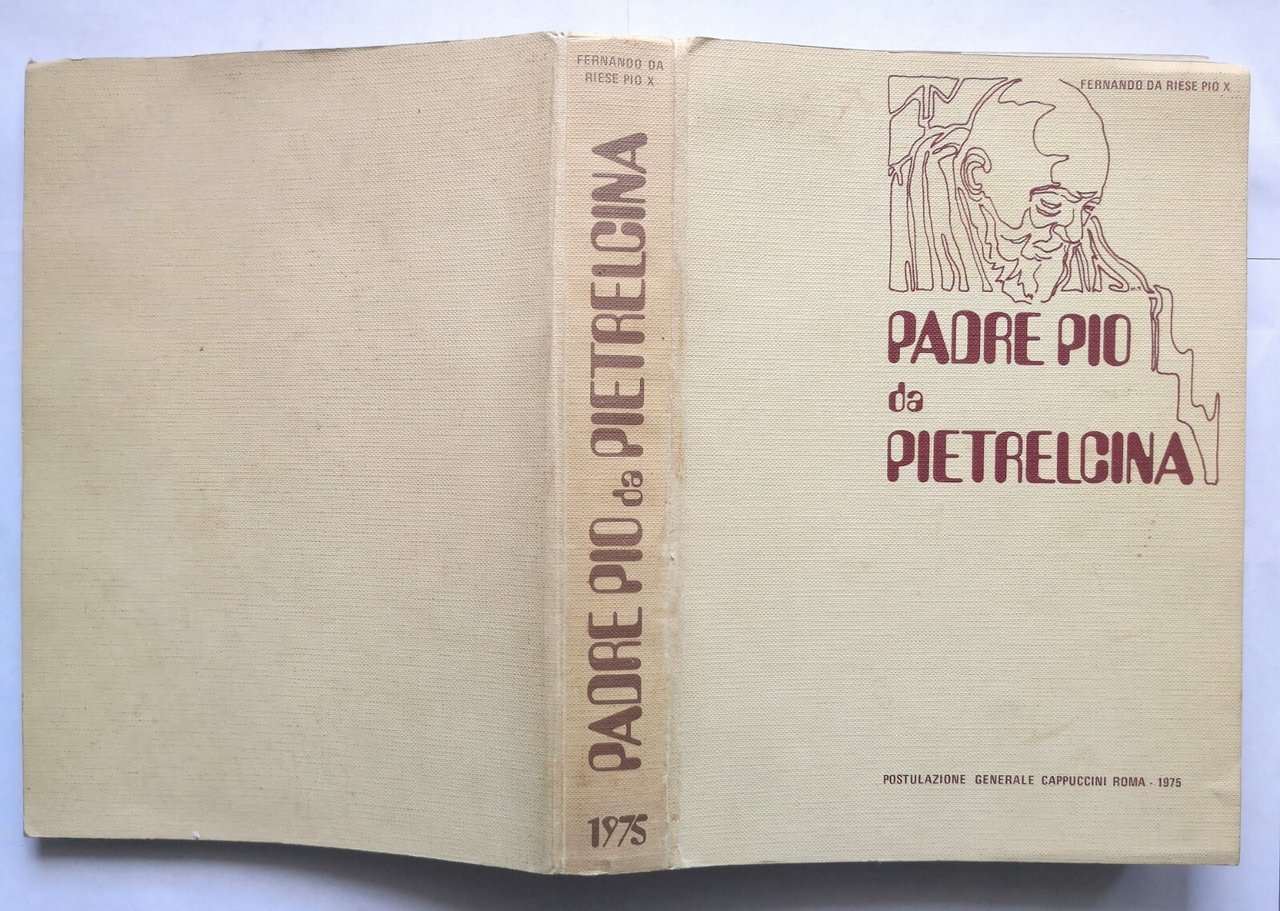 FERNANDO DA
RIESE PIO X
PADRE PIO da PIETRELCINA
1975
FERNANDO DA RIESE PIO X
PADRE PIO
da
PIETRELCINA
POSTULAZIONE GENERALE CAPPUCCINI ROMA - 1975